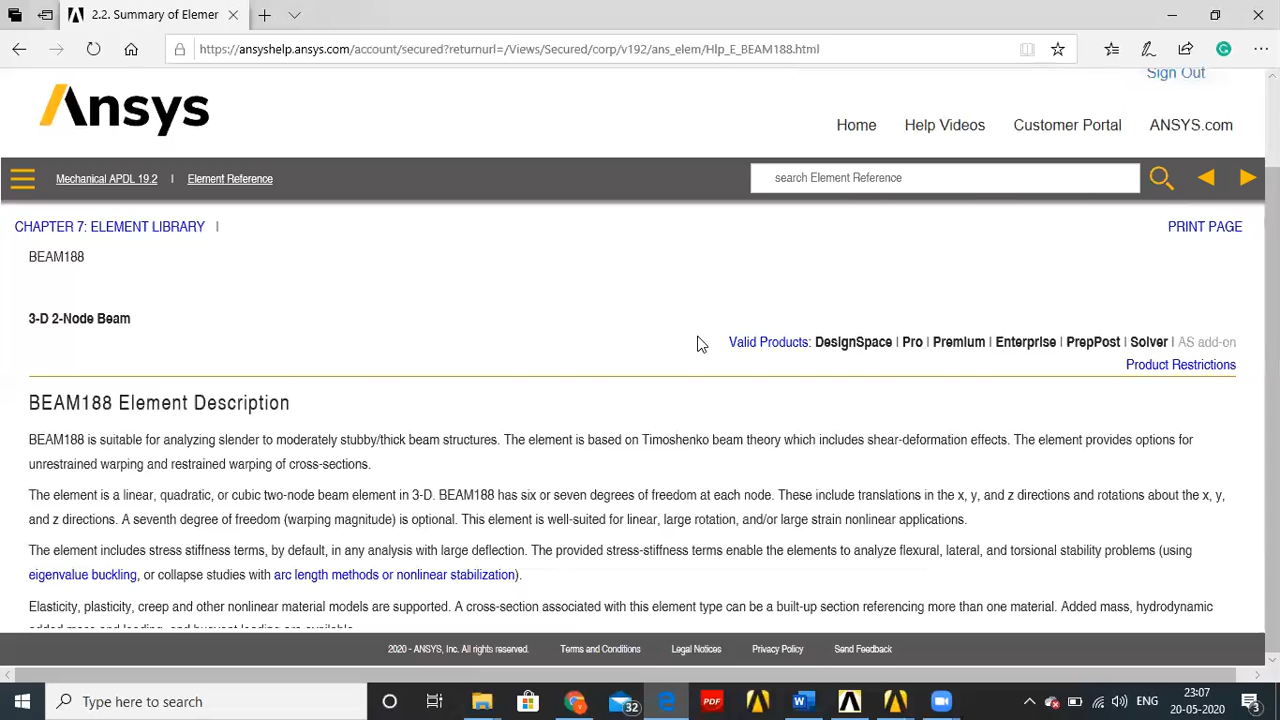 2.2. Summary of Elemer
https://ansyshelp.ansys.com/account/secured?returnurl=/Views/Secured/corp/v192/ans_elem/Hlp_E_BEAM188.html
Sign Out
Ansys
Home Help Videos Customer Portal ANSYS.com
Mechanical APDL 19.2 | Element Reference search Element Reference
CHAPTER 7: ELEMENT LIBRARY | PRINT PAGE
BEAM188
3-D 2-Node Beam
Valid Products: DesignSpace | Pro | Premium | Enterprise | PrepPost | Solver | AS add-on
Product Restrictions
BEAM188 Element Description
BEAM188 is suitable for analyzing slender to moderately stubby/thick beam structures. The element is based on Timoshenko beam theory which includes shear-deformation effects. The element provides options for
unrestrained warping and restrained warping of cross-sections.
The element is a linear, quadratic, or cubic two-node beam element in 3-D. BEAM188 has six or seven degrees of freedom at each node. These include translations in the x, y, and z directions and rotations about the x, y,
and z directions. A seventh degree of freedom (warping magnitude) is optional. This element is well-suited for linear, large rotation, and/or large strain nonlinear applications.
The element includes stress stiffness terms, by default, in any analysis with large deflection. The provided stress-stiffness terms enable the elements to analyze flexural, lateral, and torsional stability problems (using
eigenvalue buckling, or collapse studies with arc length methods or nonlinear stabilization).
Elasticity, plasticity, creep and other nonlinear material models are supported. A cross-section associated with this element type can be a built-up section referencing more than one material. Added mass, hydrodynamic
added mass and loading, and buoyant loading are available.
2020 - ANSYS, Inc. All rights reserved. Terms and Conditions Legal Notices Privacy Policy Send Feedback
Type here to search 32 PDF ENG 23:07
20-05-2020 3